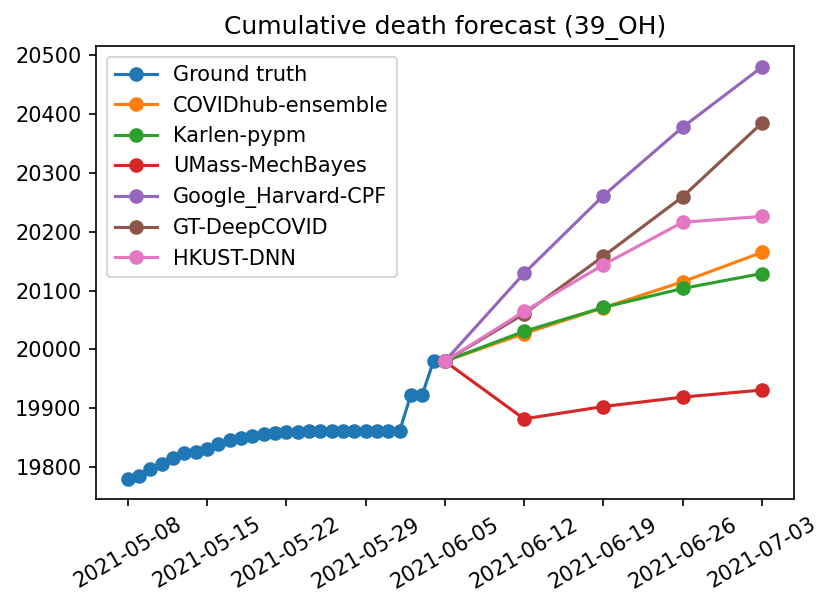 Cumulative death forecast (39_OH)
20500
20400
20300
20200
20100
20000
19900
19800
Ground truth
COVIDhub-ensemble
Karlen-pypm
UMass-MechBayes
Google_Harvard-CPF
GT-DeepCOVID
HKUST-DNN
2021-05-08
2021-05-15
2021-05-22
2021-05-29
2021-06-05
2021-06-12
2021-06-19
2021-06-26
2021-07-03